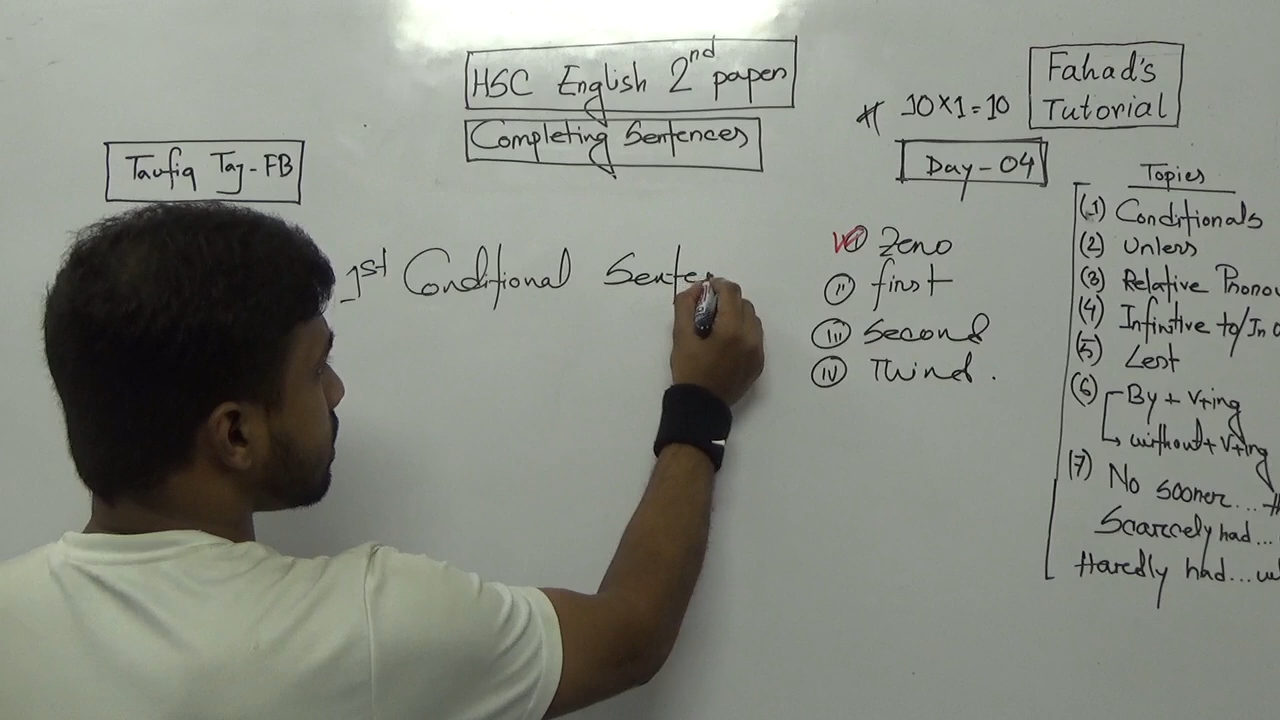 HSC English 2nd paper
Completing Sentences
Fahad's
Tutorial
# 10×1=10
Day-04
Taufiq Taj-FB
1st Conditional Senten
(i) Zero
(ii) first
(iii) Second
(iv) Third.
Topics
(1) Conditionals
(2) Unless
(3) Relative Pronou
(4) Infinitive to/In o
(5) Lest
(6) By + V+ing
without + V+ing
(7) No sooner... th
Scarcely had...
Haredly had... w